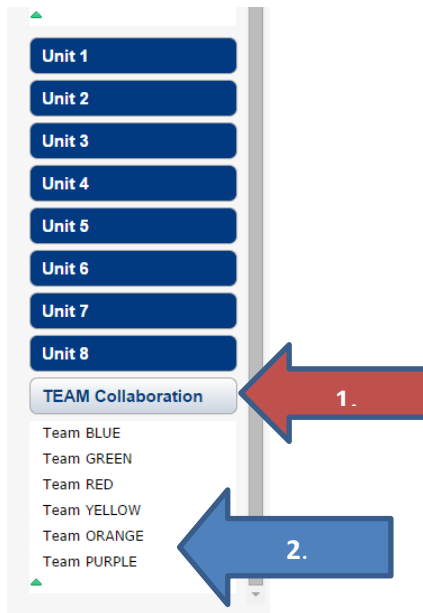 Unit 1
Unit 2
Unit 3
Unit 4
Unit 5
Unit 6
Unit 7
Unit 8
TEAM Collaboration
1.
Team BLUE
Team GREEN
Team RED
Team YELLOW
Team ORANGE
2.
Team PURPLE